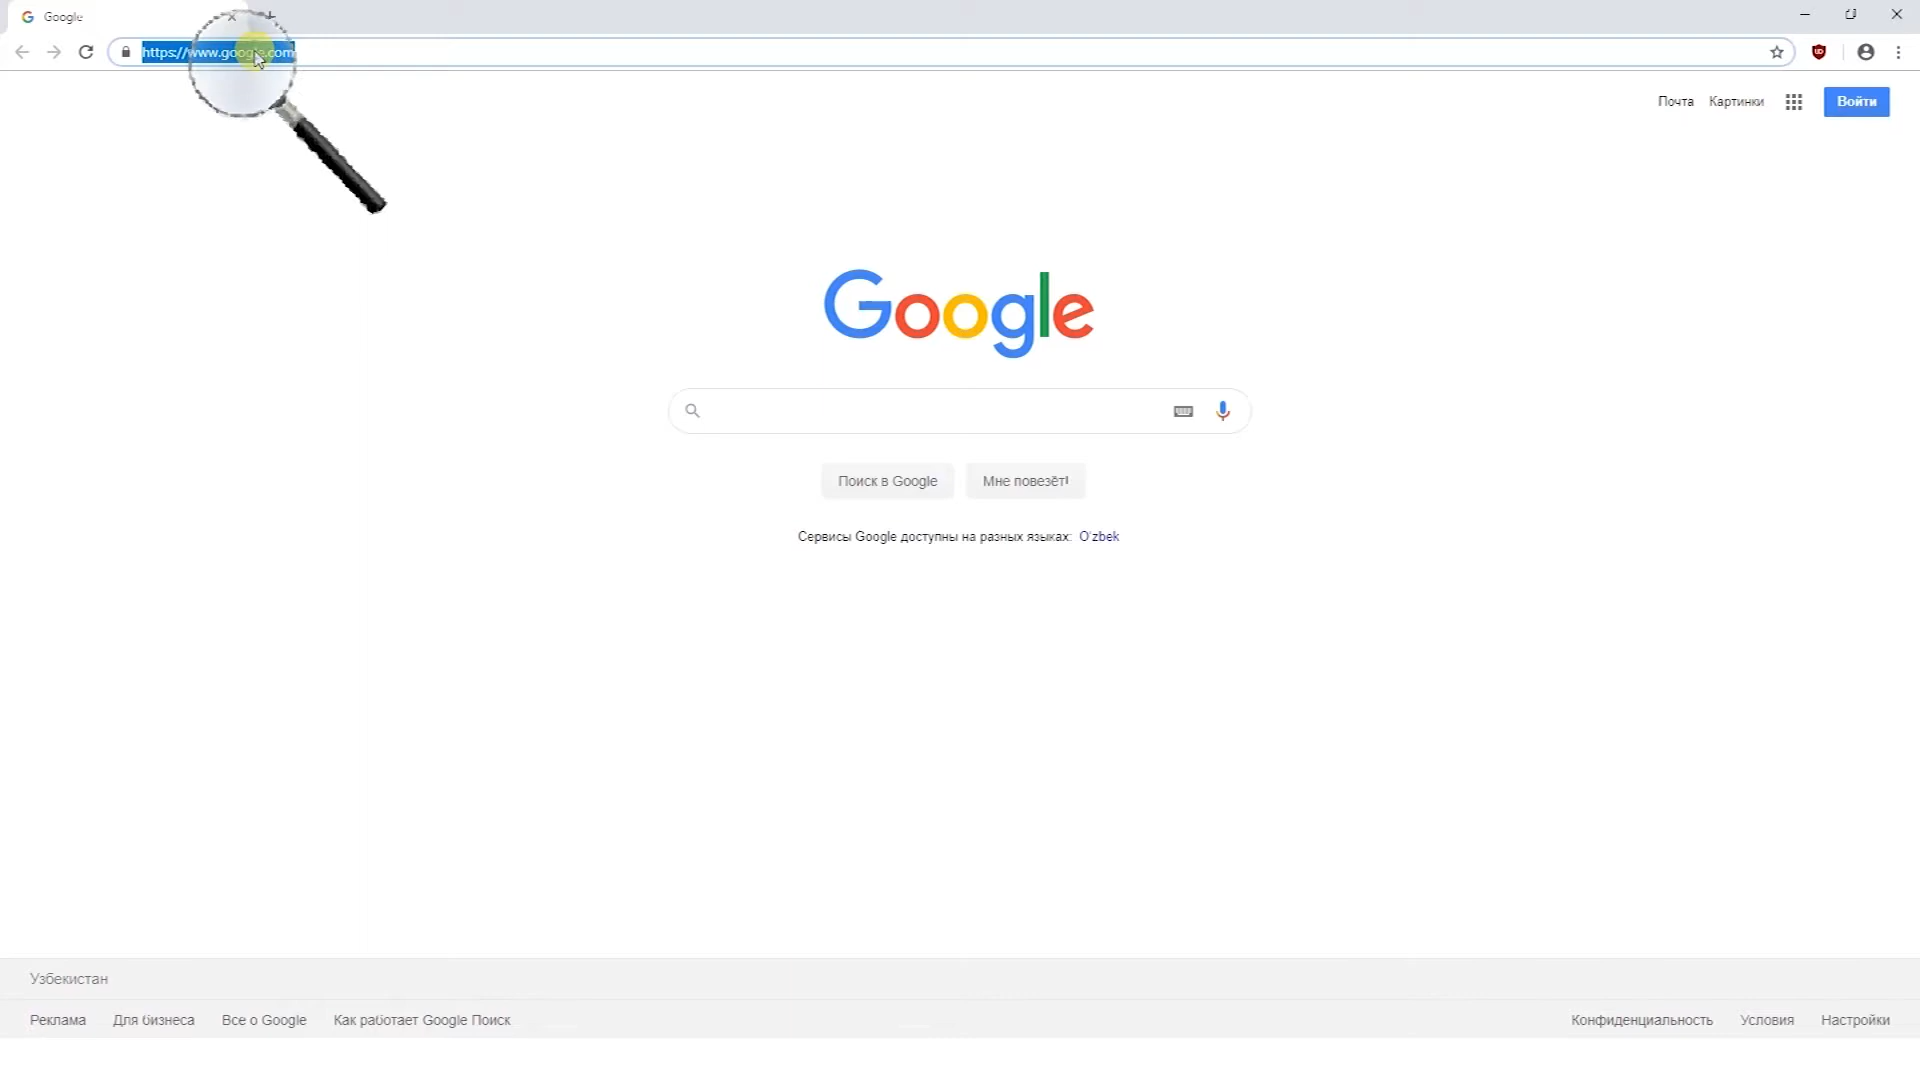 Google
https://www.google.com
Почта Картинки Войти
Google
Поиск в Google Мне повезёт!
Сервисы Google доступны на разных языках: O'zbek
Узбекистан
Реклама Для бизнеса Все о Google Как работает Google Поиск Конфиденциальность Условия Настройки